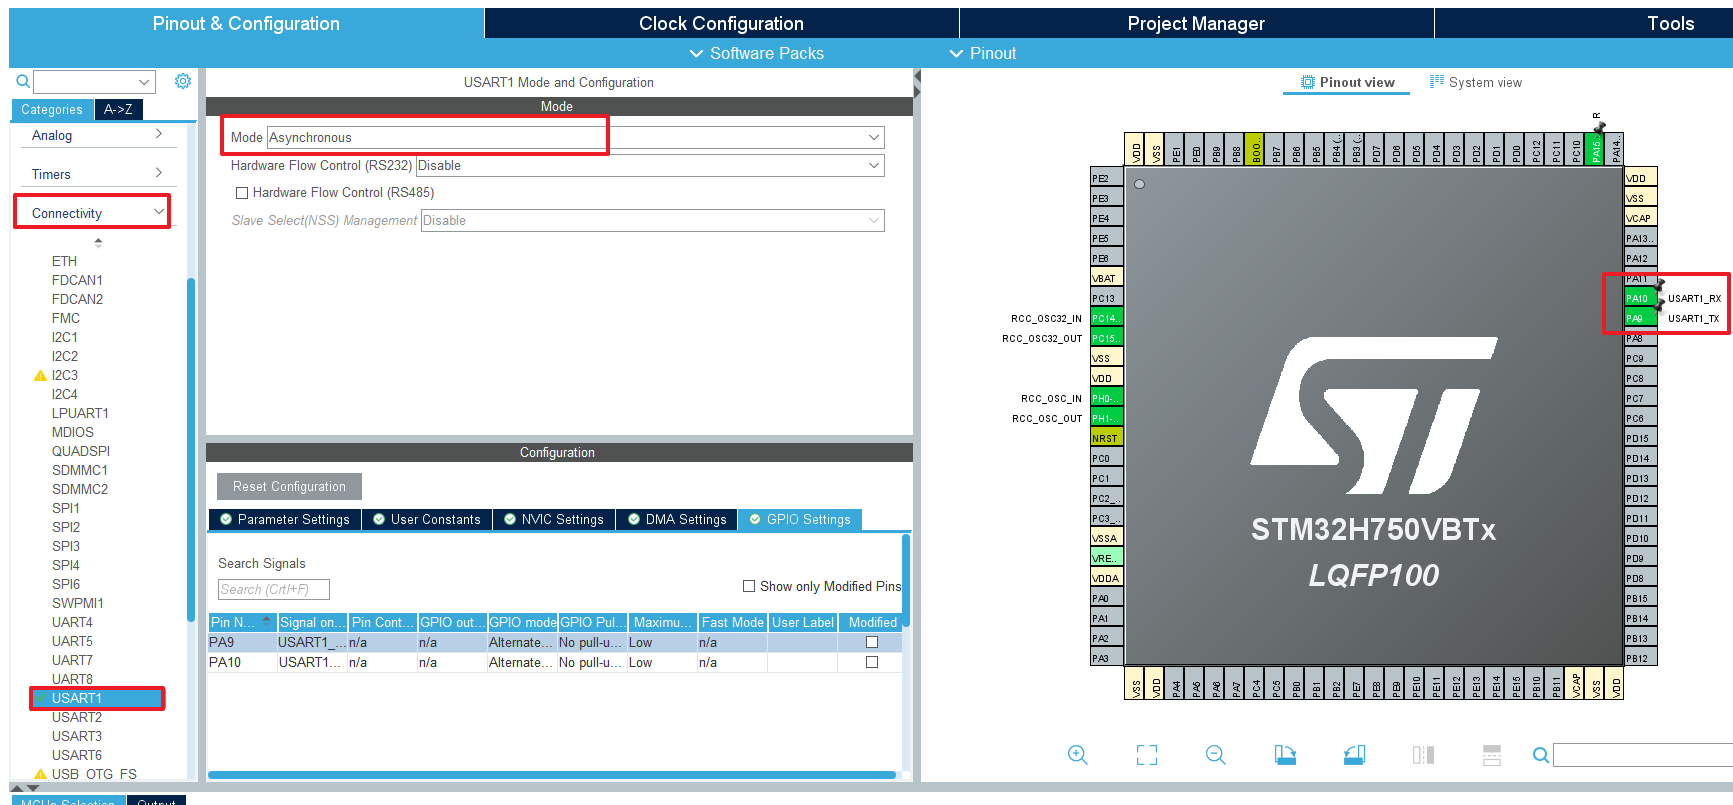 Pinout & Configuration
Clock Configuration
Project Manager
Tools
Software Packs
Pinout
Categories
A->Z
Analog
Timers
Connectivity
ETH
FDCAN1
FDCAN2
FMC
I2C1
I2C2
I2C3
I2C4
LPUART1
MDIOS
QUADSPI
SDMMC1
SDMMC2
SPI1
SPI2
SPI3
SPI4
SPI6
SWPMI1
UART4
UART5
UART7
UART8
USART1
USART2
USART3
USART6
USB_OTG_FS
USART1 Mode and Configuration
Mode
Mode Asynchronous
Hardware Flow Control (RS232) Disable
Hardware Flow Control (RS485)
Slave Select(NSS) Management Disable
Configuration
Reset Configuration
Parameter Settings
User Constants
NVIC Settings
DMA Settings
GPIO Settings
Search Signals
Search (CrtI+F)
Show only Modified Pins
Pin N... Signal on... Pin Cont... GPIO out... GPIO mode GPIO Pul... Maximu... Fast Mode User Label Modified
PA9 USART1_... n/a n/a Alternate... No pull-u... Low n/a
PA10 USART1... n/a n/a Alternate... No pull-u... Low n/a
Pinout view
System view
R
VDD
VSS
PE1
PE0
PB9
PB8
BOO..
PB7
PB6
PB5
PB4 (..
PB3 (..
PD7
PD6
PD5
PD4
PD3
PD2
PD1
PD0
PC12
PC11
PC10
PA15..
PA14..
PE2
PE3
PE4
PE5
PE6
VBAT
PC13
RCC_OSC32_IN PC14..
RCC_OSC32_OUT PC15..
VSS
VDD
RCC_OSC_IN PH0-..
RCC_OSC_OUT PH1-..
NRST
PC0
PC1
PC2_..
PC3_..
VSSA
VRE..
VDDA
PA0
PA1
PA2
PA3
STM32H750VBTx
LQFP100
VDD
VSS
VCAP
PA13..
PA12
PA11
PA10 USART1_RX
PA9 USART1_TX
PA8
PC9
PC8
PC7
PC6
PD15
PD14
PD13
PD12
PD11
PD10
PD9
PD8
PB15
PB14
PB13
PB12
VSS
VDD
PA4
PA5
PA6
PA7
PC4
PC5
PB0
PB1
PB2
PE7
PE8
PE9
PE10
PE11
PE12
PE13
PE14
PE15
PB10
PB11
VCAP
VSS
VDD
MCUs Selection
Output